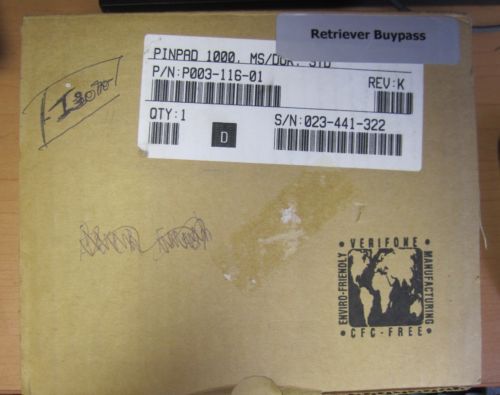 Retriever Buypass
PINPAD 1000, MS/DUK, STD
P/N:P003-116-01
REV:K
QTY:1
D
S/N:023-441-322
VERIFONE
ENVIRO-FRIENDLY
MANUFACTURING
CFC-FREE